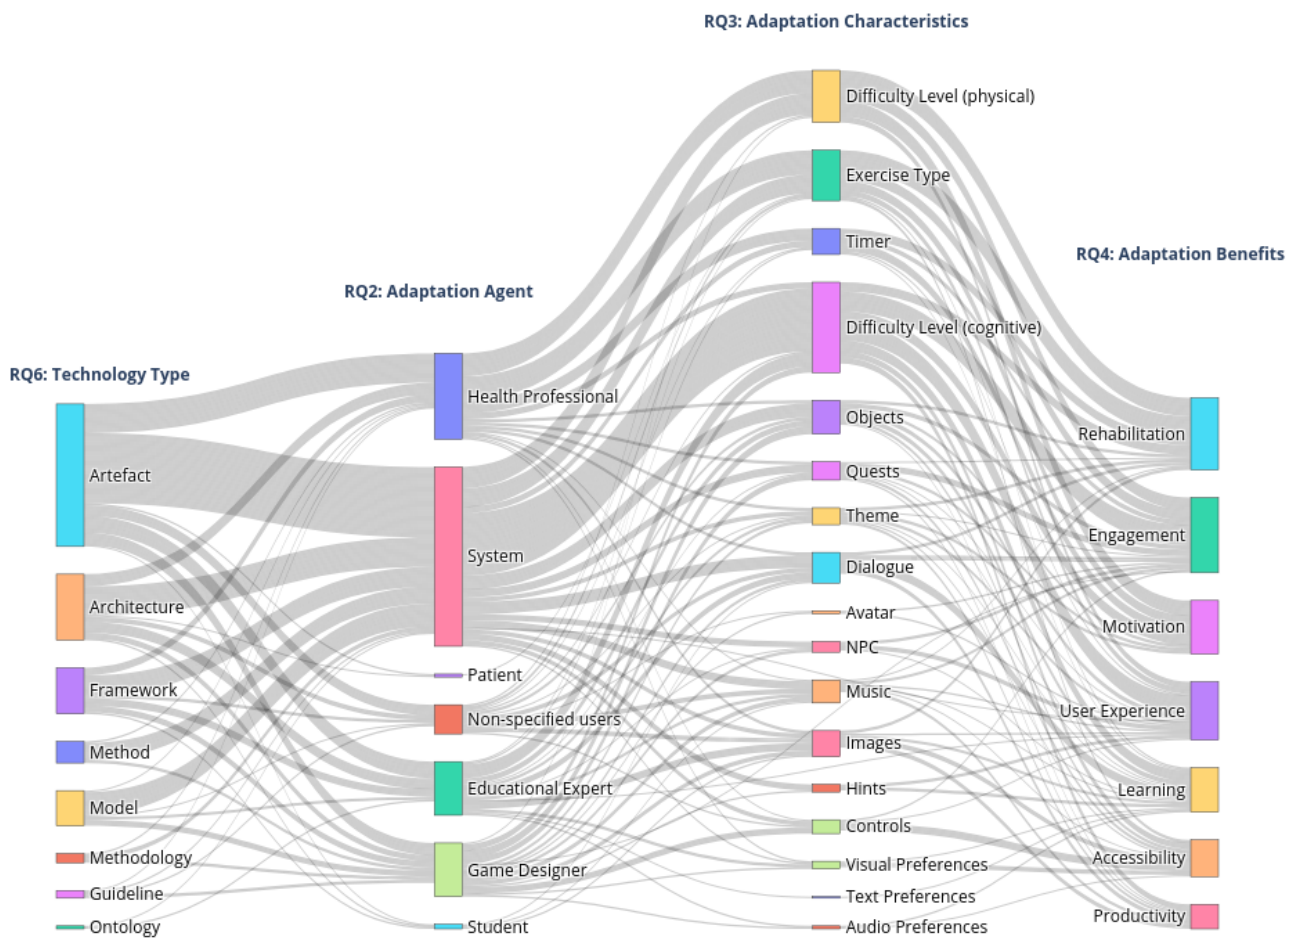 RQ3: Adaptation Characteristics
Difficulty Level (physical)
Exercise Type
Timer
RQ4: Adaptation Benefits
RQ2: Adaptation Agent
Difficulty Level (cognitive)
RQ6: Technology Type
Health Professional
Objects
Rehabilitation
Artefact
Quests
Theme
Engagement
System
Dialogue
Architecture
Avatar
Motivation
NPC
Patient
Framework
Music
User Experience
Non-specified users
Images
Method
Educational Expert
Hints
Learning
Model
Controls
Methodology
Accessibility
Visual Preferences
Game Designer
Guideline
Text Preferences
Productivity
Ontology
Student
Audio Preferences